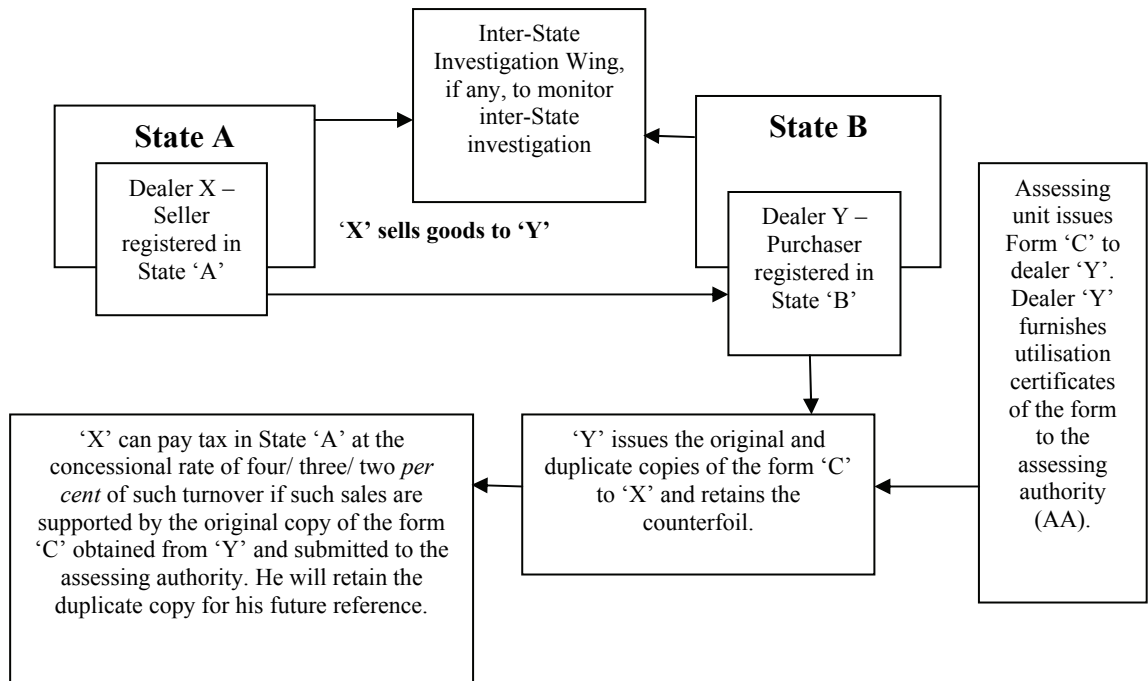 Inter-State
Investigation Wing,
if any, to monitor
inter-State
investigation
State A
State B
Dealer X –
Seller
registered in
State ‘A’
‘X’ sells goods to ‘Y’
Dealer Y –
Purchaser
registered in
State ‘B’
Assessing
unit issues
Form ‘C’ to
dealer ‘Y’.
Dealer ‘Y’
furnishes
utilisation
certificates
of the form
to the
assessing
authority
(AA).
‘X’ can pay tax in State ‘A’ at the
concessional rate of four/ three/ two per
cent of such turnover if such sales are
supported by the original copy of the form
‘C’ obtained from ‘Y’ and submitted to the
assessing authority. He will retain the
duplicate copy for his future reference.
‘Y’ issues the original and
duplicate copies of the form ‘C’
to ‘X’ and retains the
counterfoil.